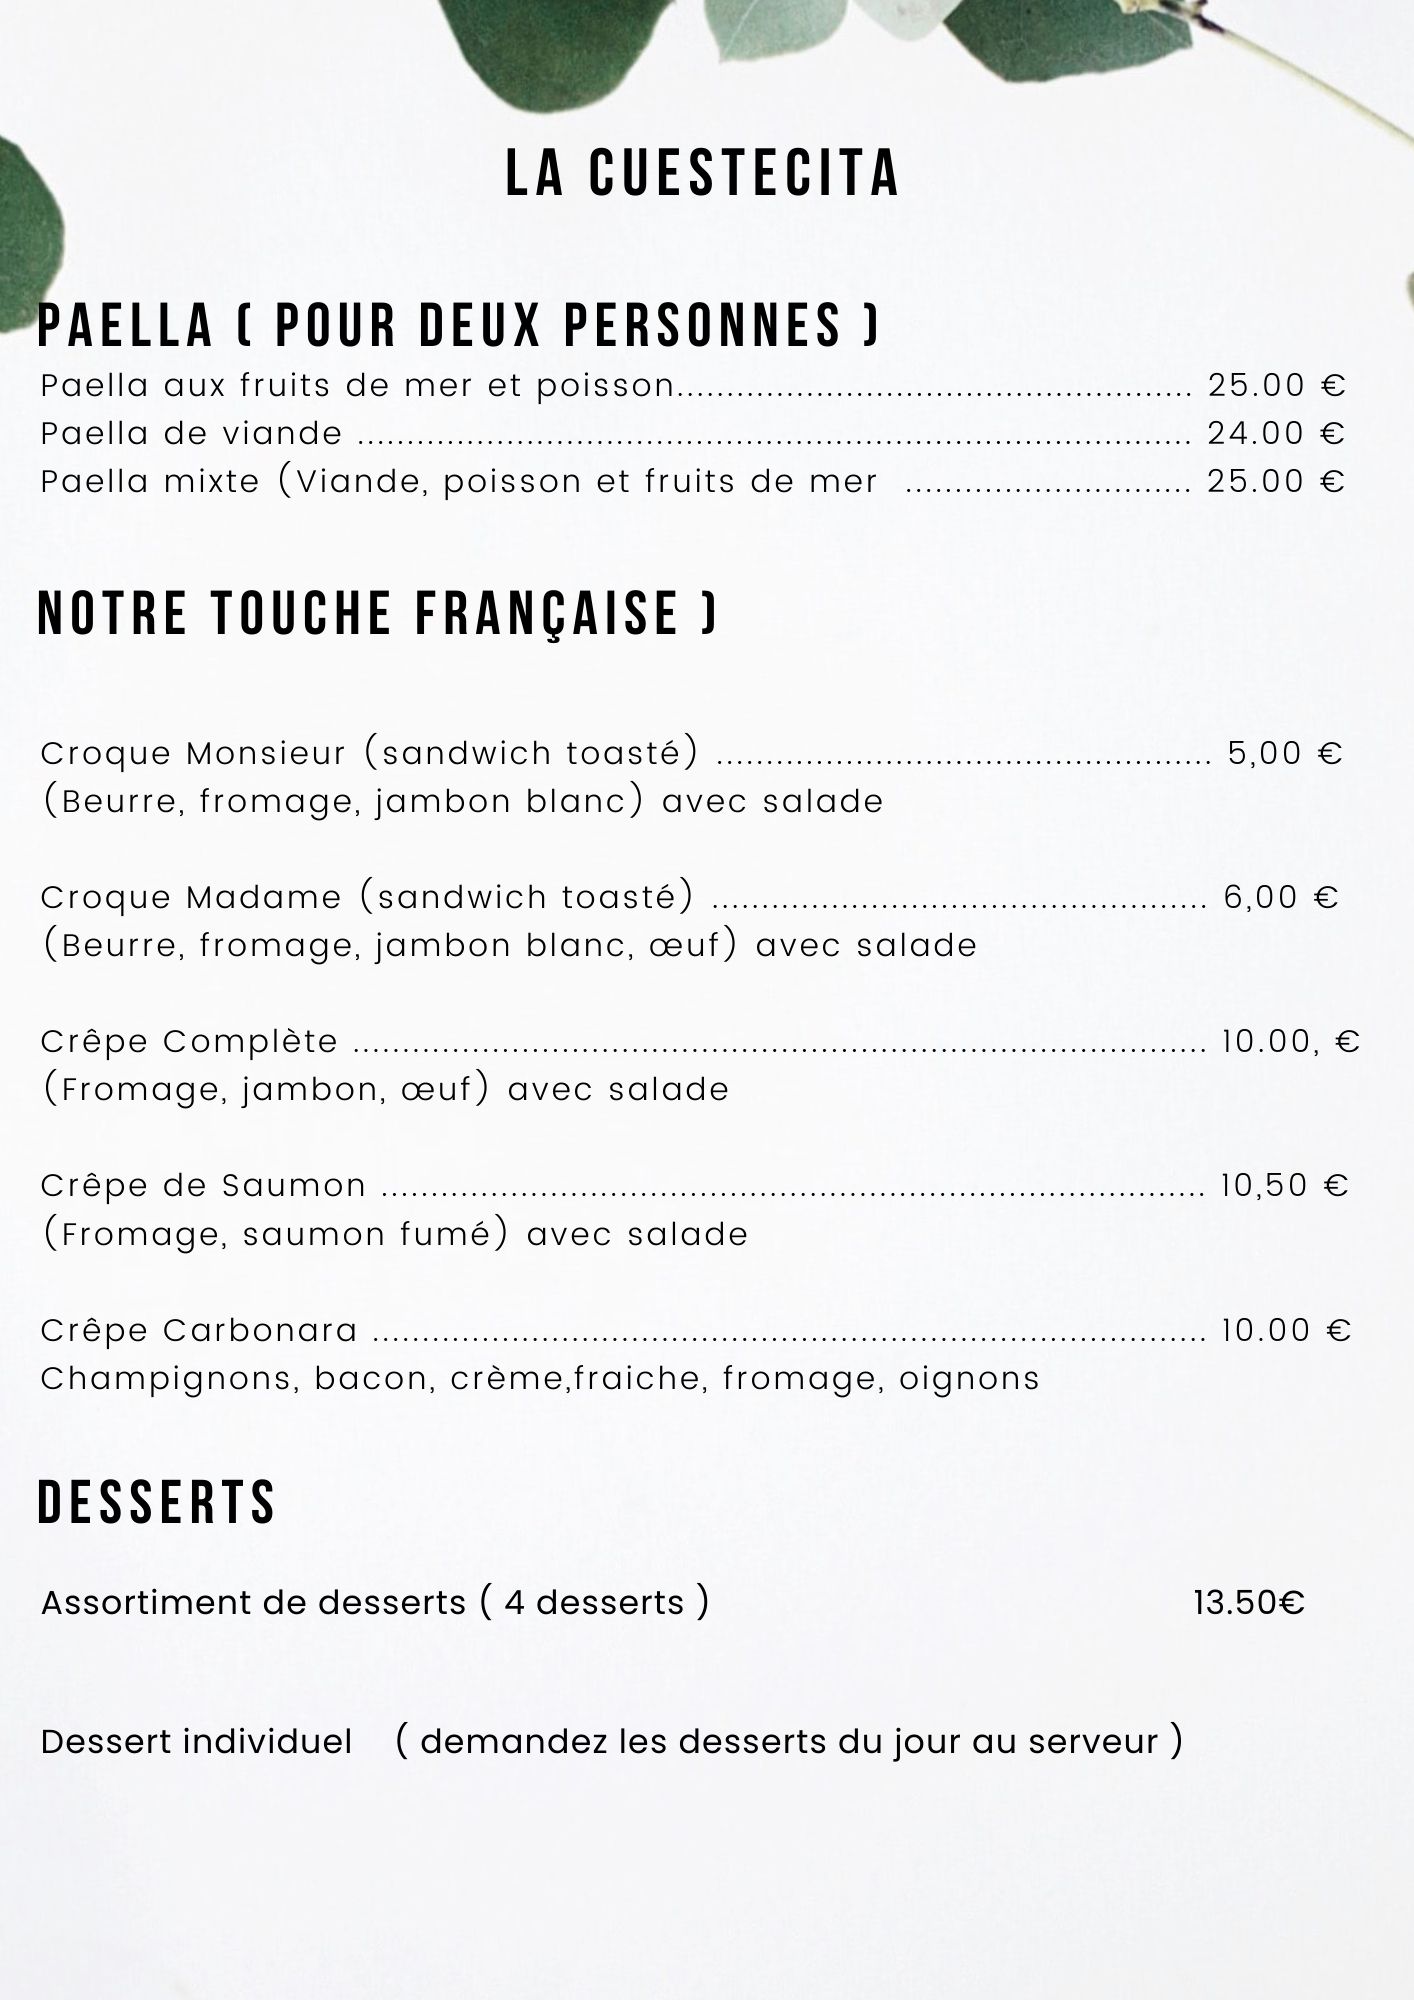 LA CUESTECITA
PAELLA ( POUR DEUX PERSONNES )
Paella aux fruits de mer et poisson.................................................... 25.00 €
Paella de viande .................................................................................... 24.00 €
Paella mixte (Viande, poisson et fruits de mer ............................. 25.00 €
NOTRE TOUCHE FRANÇAISE )
Croque Monsieur (sandwich toasté) .................................................. 5,00 €
(Beurre, fromage, jambon blanc) avec salade
Croque Madame (sandwich toasté) .................................................. 6,00 €
(Beurre, fromage, jambon blanc, œuf) avec salade
Crêpe Complète ...................................................................................... 10.00, €
(Fromage, jambon, œuf) avec salade
Crêpe de Saumon ................................................................................... 10,50 €
(Fromage, saumon fumé) avec salade
Crêpe Carbonara .................................................................................... 10.00 €
Champignons, bacon, crème,fraiche, fromage, oignons
DESSERTS
Assortiment de desserts ( 4 desserts ) 13.50€
Dessert individuel ( demandez les desserts du jour au serveur )